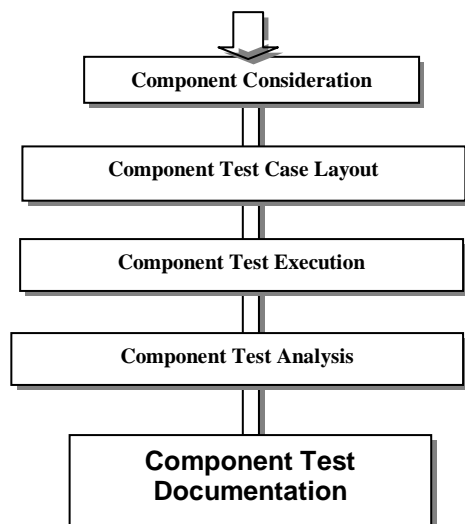 Component Consideration
Component Test Case Layout
Component Test Execution
Component Test Analysis
Component Test
Documentation